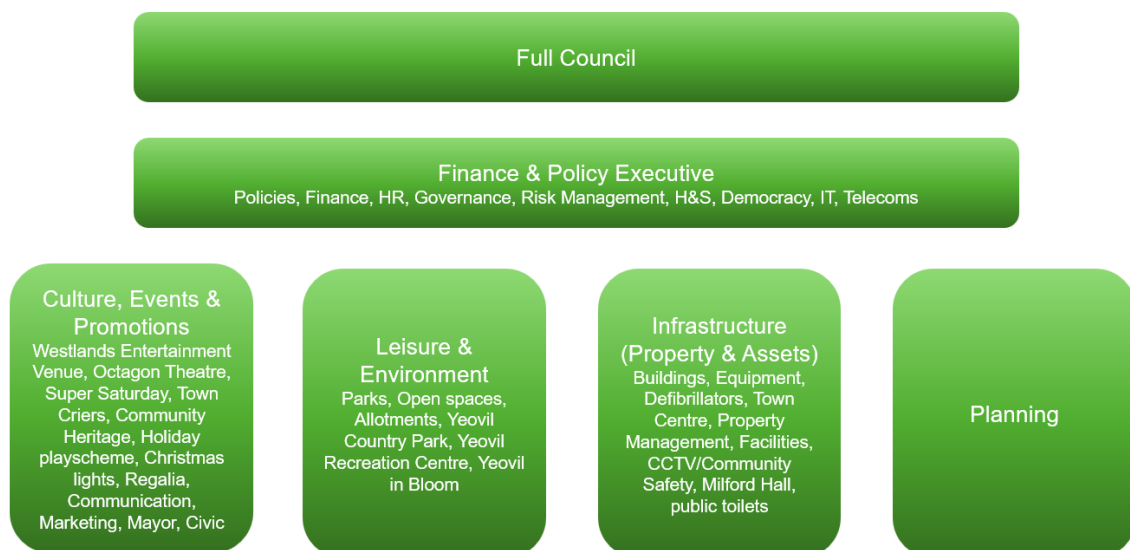 Full Council
Finance & Policy Executive
Policies, Finance, HR, Governance, Risk Management, H&S, Democracy, IT, Telecoms
Culture, Events &
Promotions
Westlands Entertainment
Venue, Octagon Theatre,
Super Saturday, Town
Criers, Community
Heritage, Holiday
playscheme, Christmas
lights, Regalia,
Communication,
Marketing, Mayor, Civic
Leisure &
Environment
Parks, Open spaces,
Allotments, Yeovil
Country Park, Yeovil
Recreation Centre, Yeovil
in Bloom
Infrastructure
(Property & Assets)
Buildings, Equipment,
Defibrillators, Town
Centre, Property
Management, Facilities,
CCTV/Community
Safety, Milford Hall,
public toilets
Planning